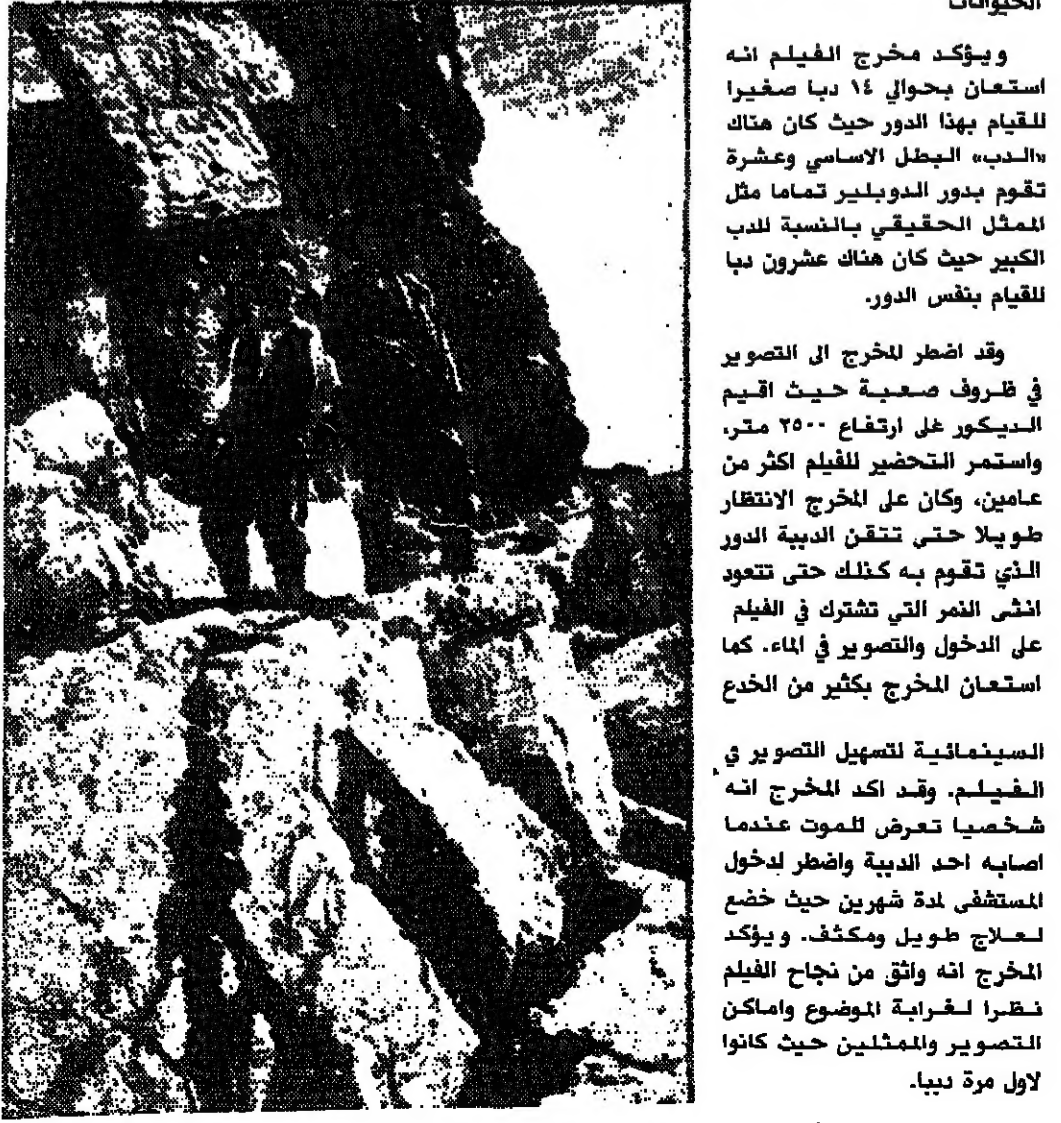 الحيوانات
ويؤكد مخرج الفيلم انه
استعان بحوالي ١٤ دبا صغيرا
للقيام بهذا الدور حيث كان هناك
«الدب» البطل الاساسي وعشرة
تقوم بدور الدوبلير تماما مثل
الممثل الحقيقي بالنسبة للدب
الكبير حيث كان هناك عشرون دبا
للقيام بنفس الدور.
وقد اضطر المخرج الى التصوير
في ظروف صعبة حيث اقيم
الديكور على ارتفاع ٢٥٠٠ متر،
واستمر التحضير للفيلم اكثر من
عامين، وكان على المخرج الانتظار
طويلا حتى تتقن الدببة الدور
الذي تقوم به كذلك حتى تتعود
انثى النمر التي تشترك في الفيلم
على الدخول والتصوير في الماء. كما
استعان المخرج بكثير من الخدع
السينمائية لتسهيل التصوير في
الفيلم. وقد اكد المخرج انه
شخصيا تعرض للموت عندما
اصابه احد الدببة واضطر لدخول
المستشفى لمدة شهرين حيث خضع
لعلاج طويل ومكثف. ويؤكد
المخرج انه واثق من نجاح الفيلم
نظرا لغرابة الموضوع واماكن
التصوير والممثلين حيث كانوا
لاول مرة دببا.